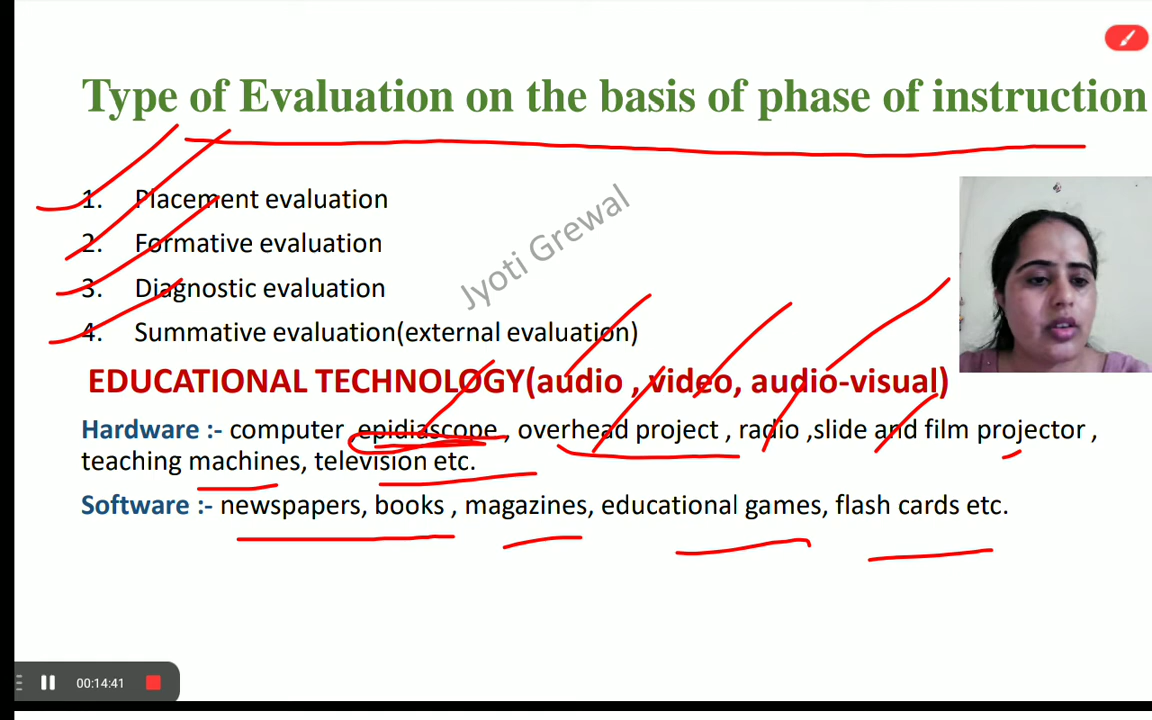 Type of Evaluation on the basis of phase of instruction
1. Placement evaluation
2. Formative evaluation
3. Diagnostic evaluation
4. Summative evaluation(external evaluation)
Jyoti Grewal
EDUCATIONAL TECHNOLOGY(audio , video, audio-visual)
Hardware :- computer ,epidiascope , overhead project , radio ,slide and film projector ,
teaching machines, television etc.
Software :- newspapers, books , magazines, educational games, flash cards etc.
00:14:41